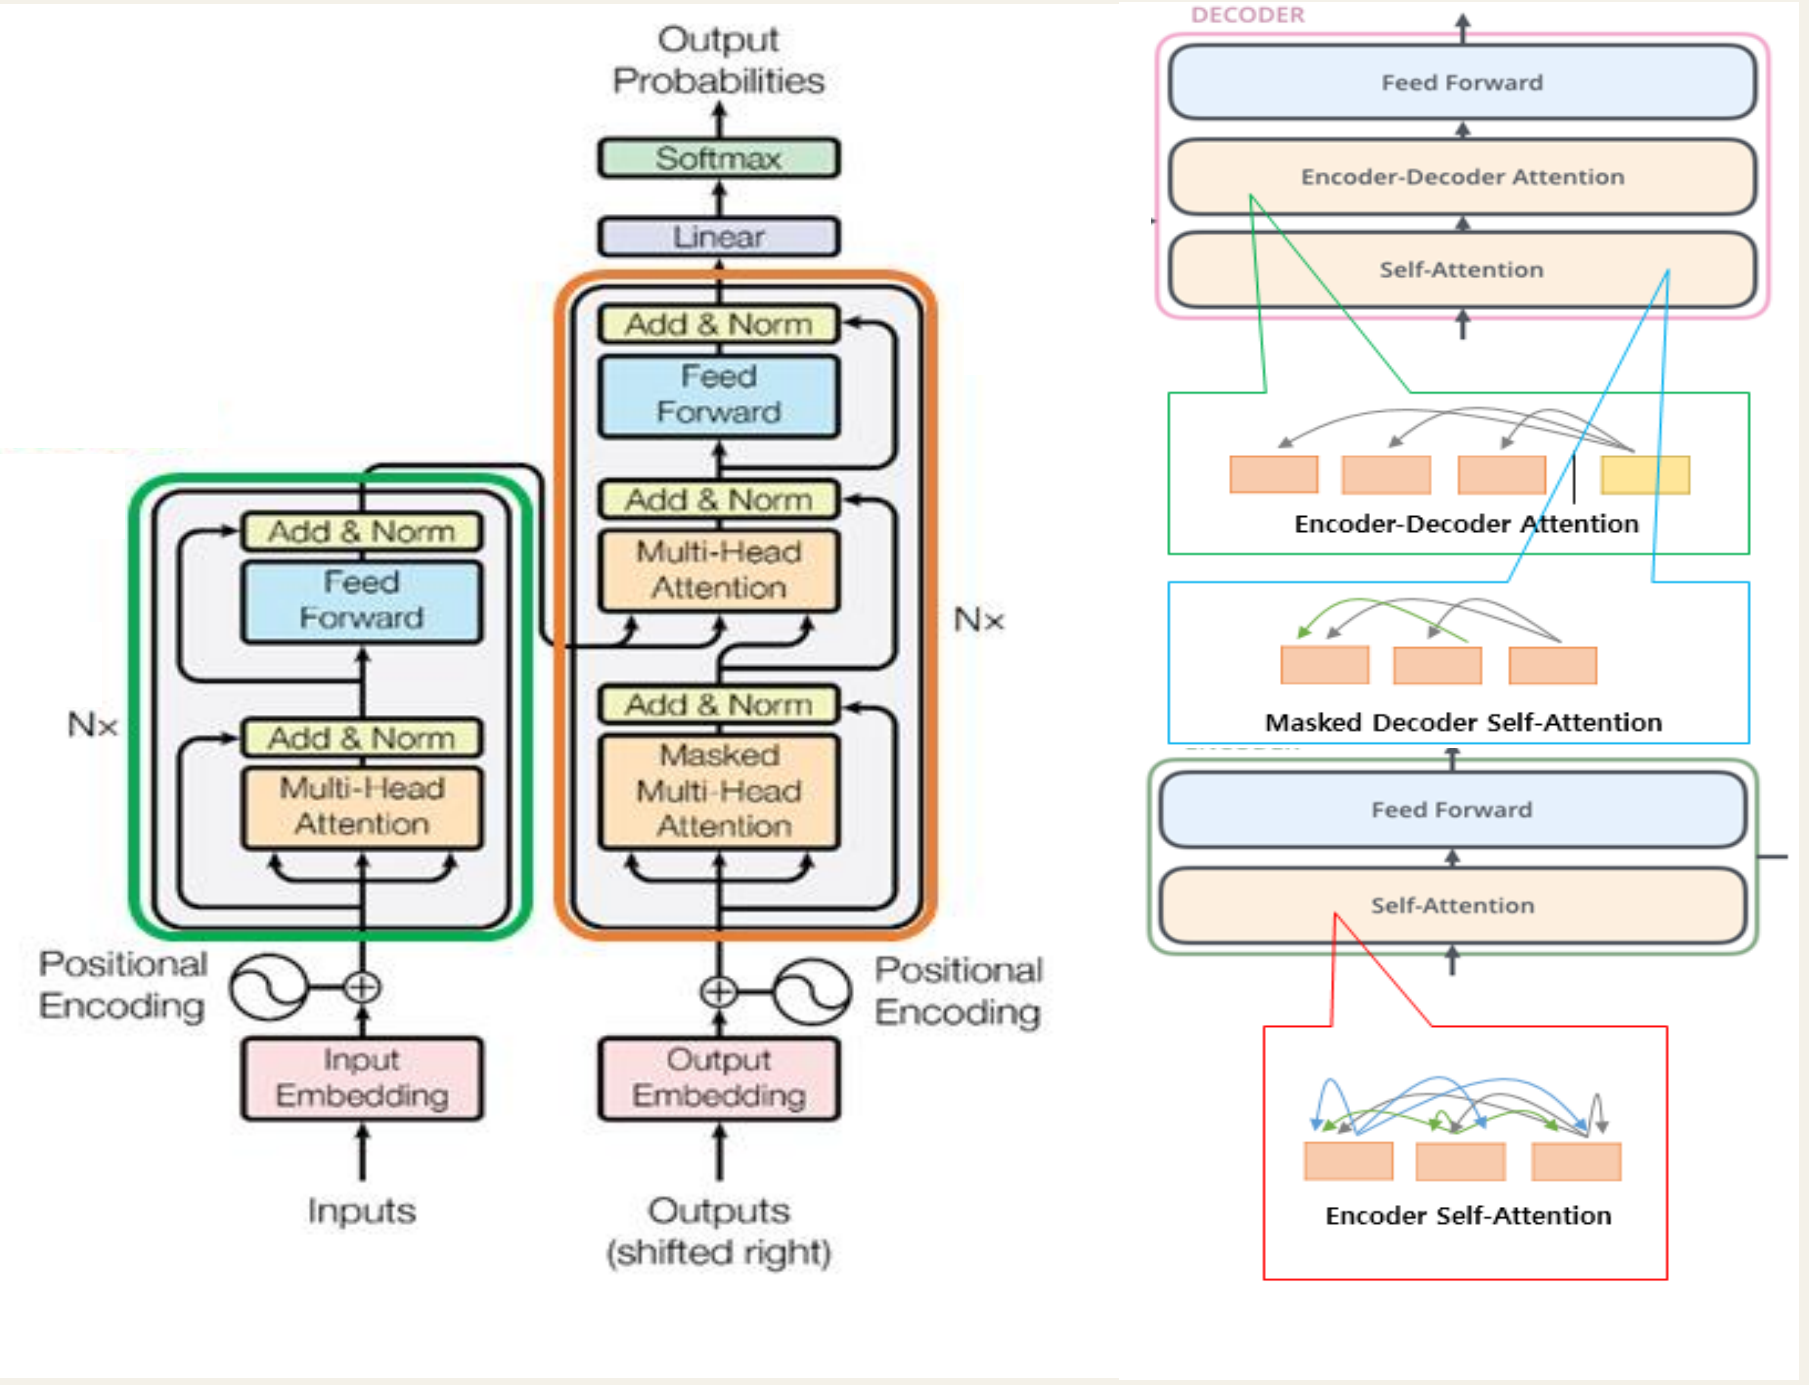 Output
Probabilities
Softmax
Linear
Add & Norm
Feed
Forward
Add & Norm
Multi-Head
Attention
Add & Norm
Masked
Multi-Head
Attention
Nx
Add & Norm
Feed
Forward
Add & Norm
Multi-Head
Attention
Nx
Positional
Encoding
Positional
Encoding
Input
Embedding
Output
Embedding
Inputs
Outputs
(shifted right)
DECODER
Feed Forward
Encoder-Decoder Attention
Self-Attention
Encoder-Decoder Attention
Masked Decoder Self-Attention
Feed Forward
Self-Attention
Encoder Self-Attention